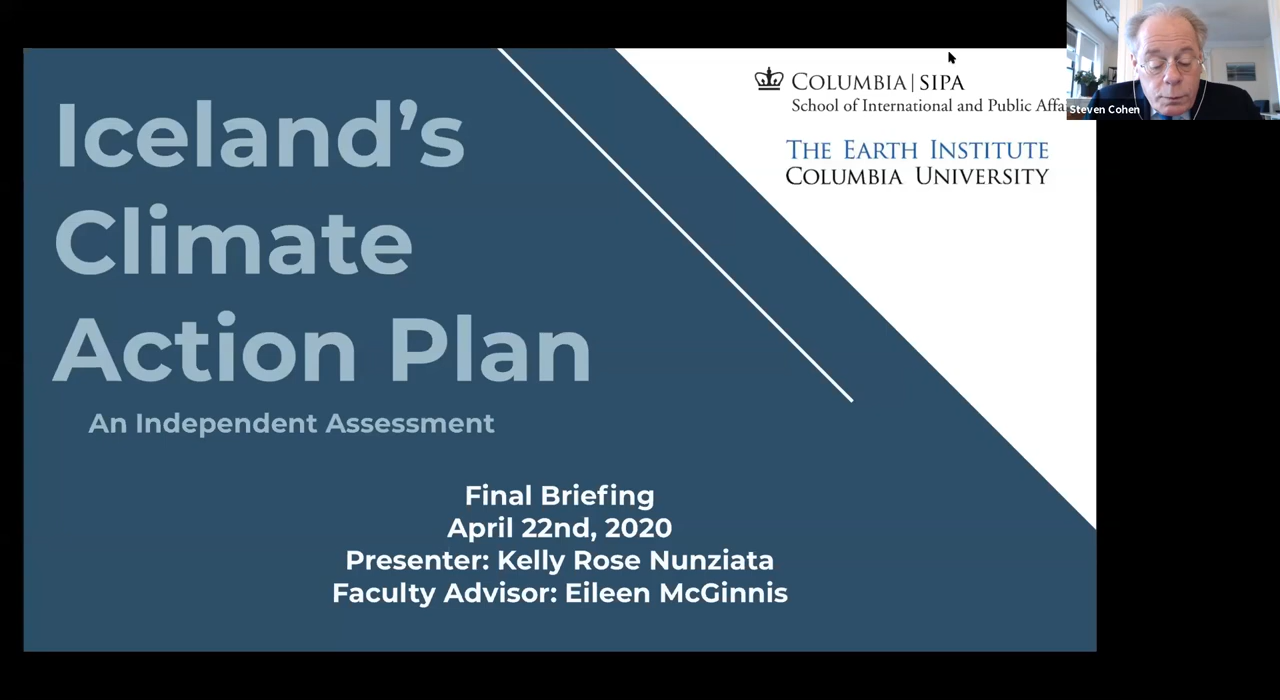 Iceland's
Climate
Action Plan
An Independent Assessment
Final Briefing
April 22nd, 2020
Presenter: Kelly Rose Nunziata
Faculty Advisor: Eileen McGinnis
COLUMBIA | SIPA
School of International and Public Affa
THE EARTH INSTITUTE
COLUMBIA UNIVERSITY
Steven Cohen